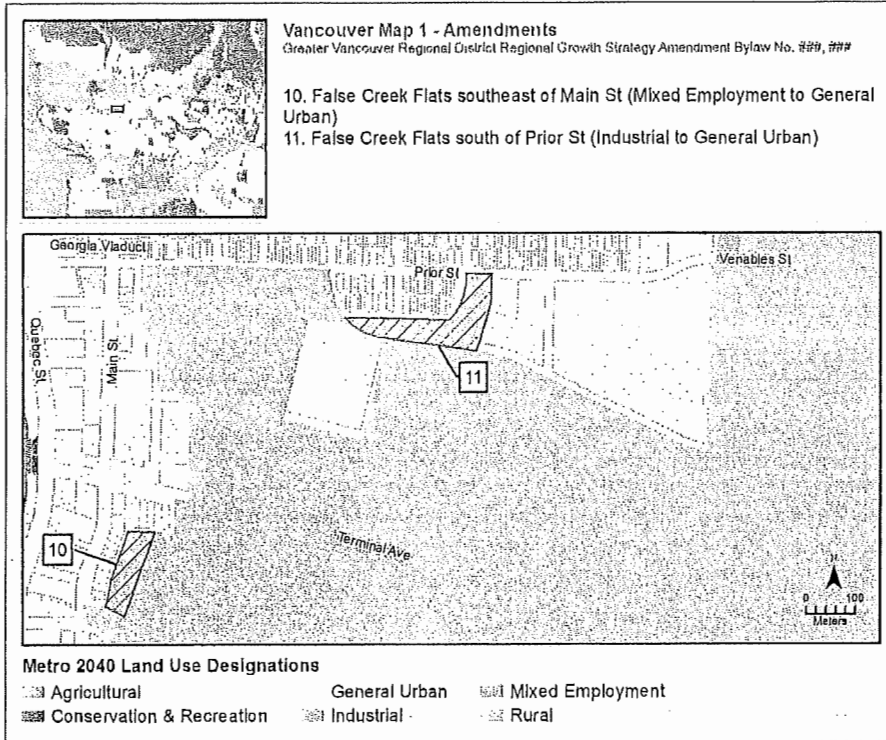 Vancouver Map 1 - Amendments
Greater Vancouver Regional District Regional Growth Strategy Amendment Bylaw No. ###, ###
10. False Creek Flats southeast of Main St (Mixed Employment to General
Urban)
11. False Creek Flats south of Prior St (Industrial to General Urban)
Georgia Viaduct
Prior St
Venables St
Quebec St
Main St
11
10
Terminal Ave
N
0 100
Meters
Metro 2040 Land Use Designations
Agricultural General Urban Mixed Employment
Conservation & Recreation Industrial Rural